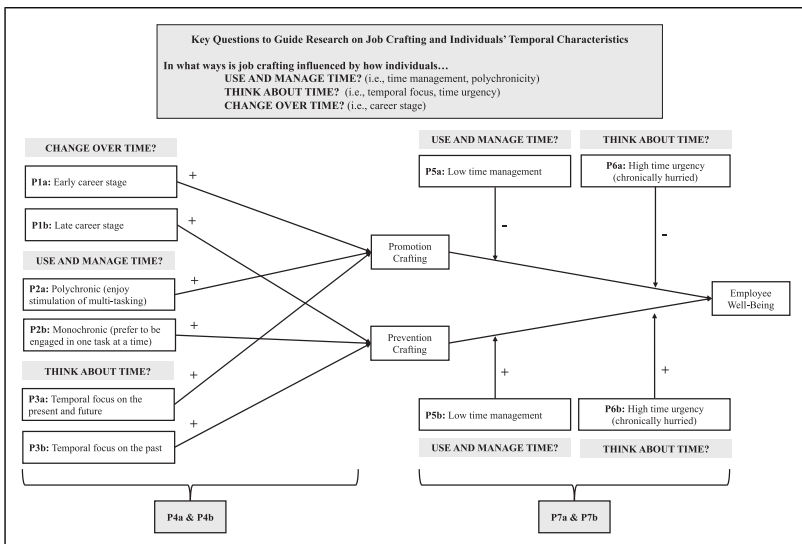 Key Questions to Guide Research on Job Crafting and Individuals' Temporal Characteristics
In what ways is job crafting influenced by how individuals…
USE AND MANAGE TIME? (i.e., time management, polychronicity)
THINK ABOUT TIME? (i.e., temporal focus, time urgency)
CHANGE OVER TIME? (i.e., career stage)
CHANGE OVER TIME?
P1a: Early career stage
+
P1b: Late career stage
+
USE AND MANAGE TIME?
P2a: Polychronic (enjoy
stimulation of multi-tasking)
+
P2b: Monochronic (prefer to be
engaged in one task at a time)
+
THINK ABOUT TIME?
P3a: Temporal focus on the
present and future
+
P3b: Temporal focus on the past
+
P4a & P4b
Promotion
Crafting
Prevention
Crafting
USE AND MANAGE TIME?
P5a: Low time management
-
THINK ABOUT TIME?
P6a: High time urgency
(chronically hurried)
-
Employee
Well-Being
+
P5b: Low time management
USE AND MANAGE TIME?
+
P6b: High time urgency
(chronically hurried)
THINK ABOUT TIME?
P7a & P7b